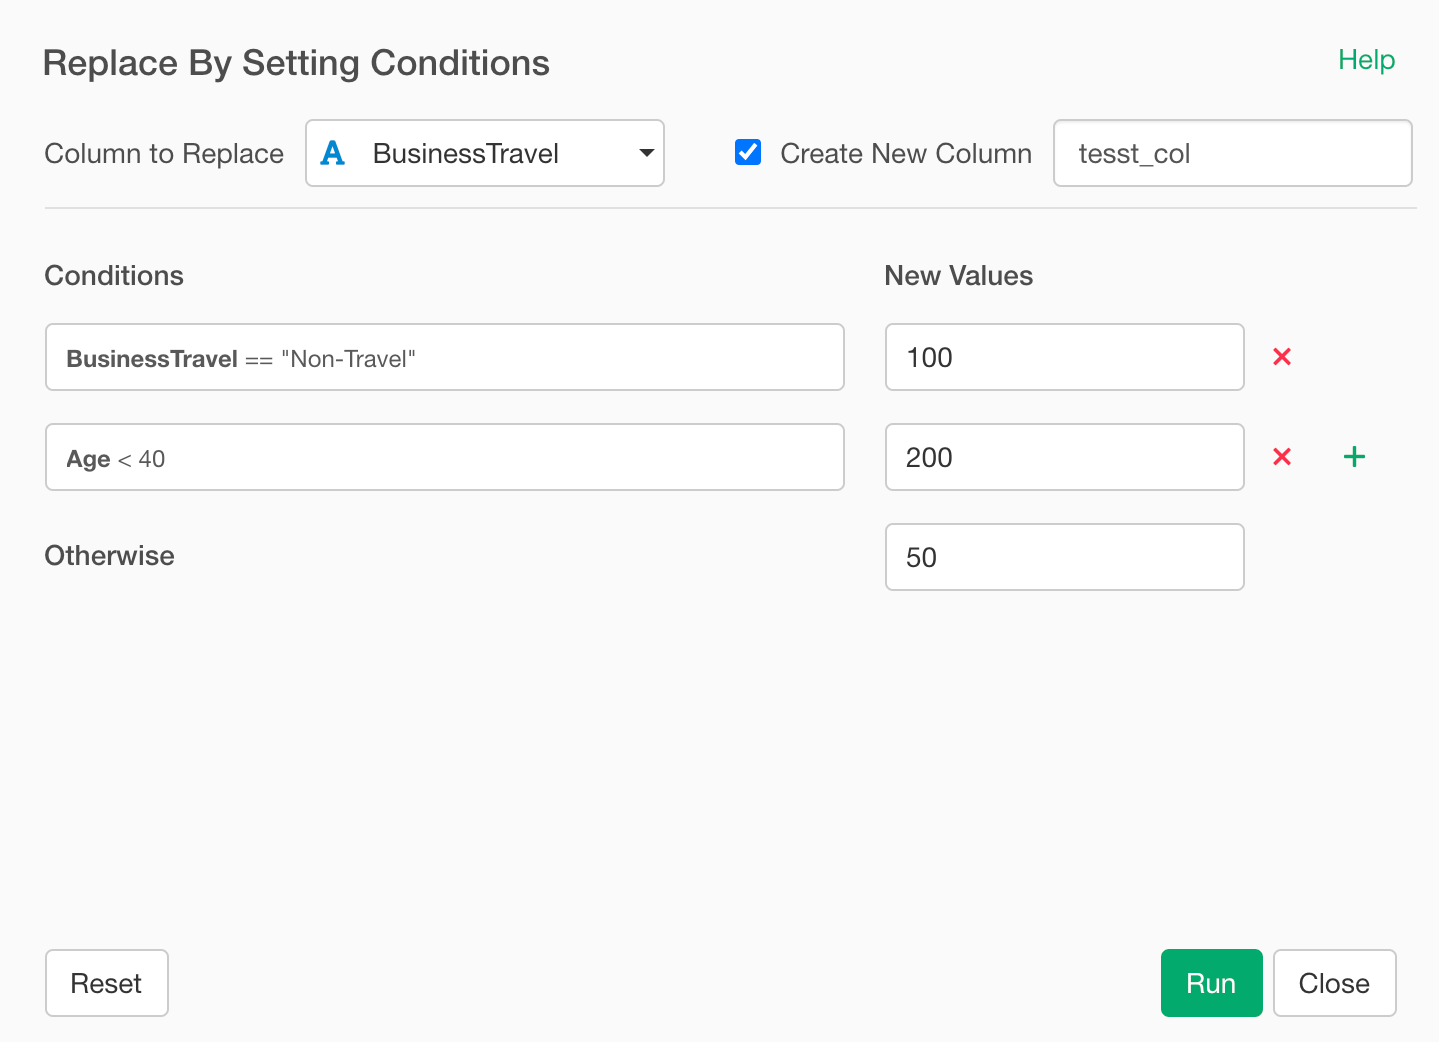 Replace By Setting Conditions
Help
Column to Replace
A BusinessTravel
Create New Column
tesst_col
Conditions
New Values
BusinessTravel == "Non-Travel"
100
Age < 40
200
Otherwise
50
Reset
Run
Close